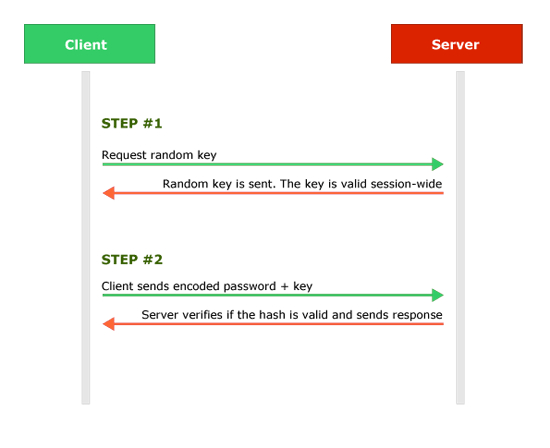 Client
Server
STEP #1
Request random key
Random key is sent. The key is valid session-wide
STEP #2
Client sends encoded password + key
Server verifies if the hash is valid and sends response